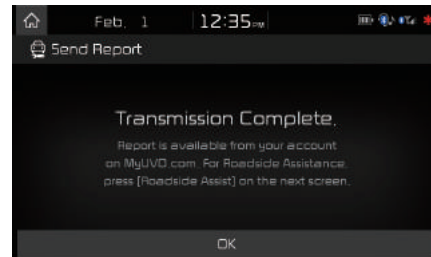 Feb. 1 12:35 PM
Send Report
Transmission Complete.
Report is available from your account
on MyUVO.com. For Roadside Assistance,
press [Roadside Assist] on the next screen.
OK